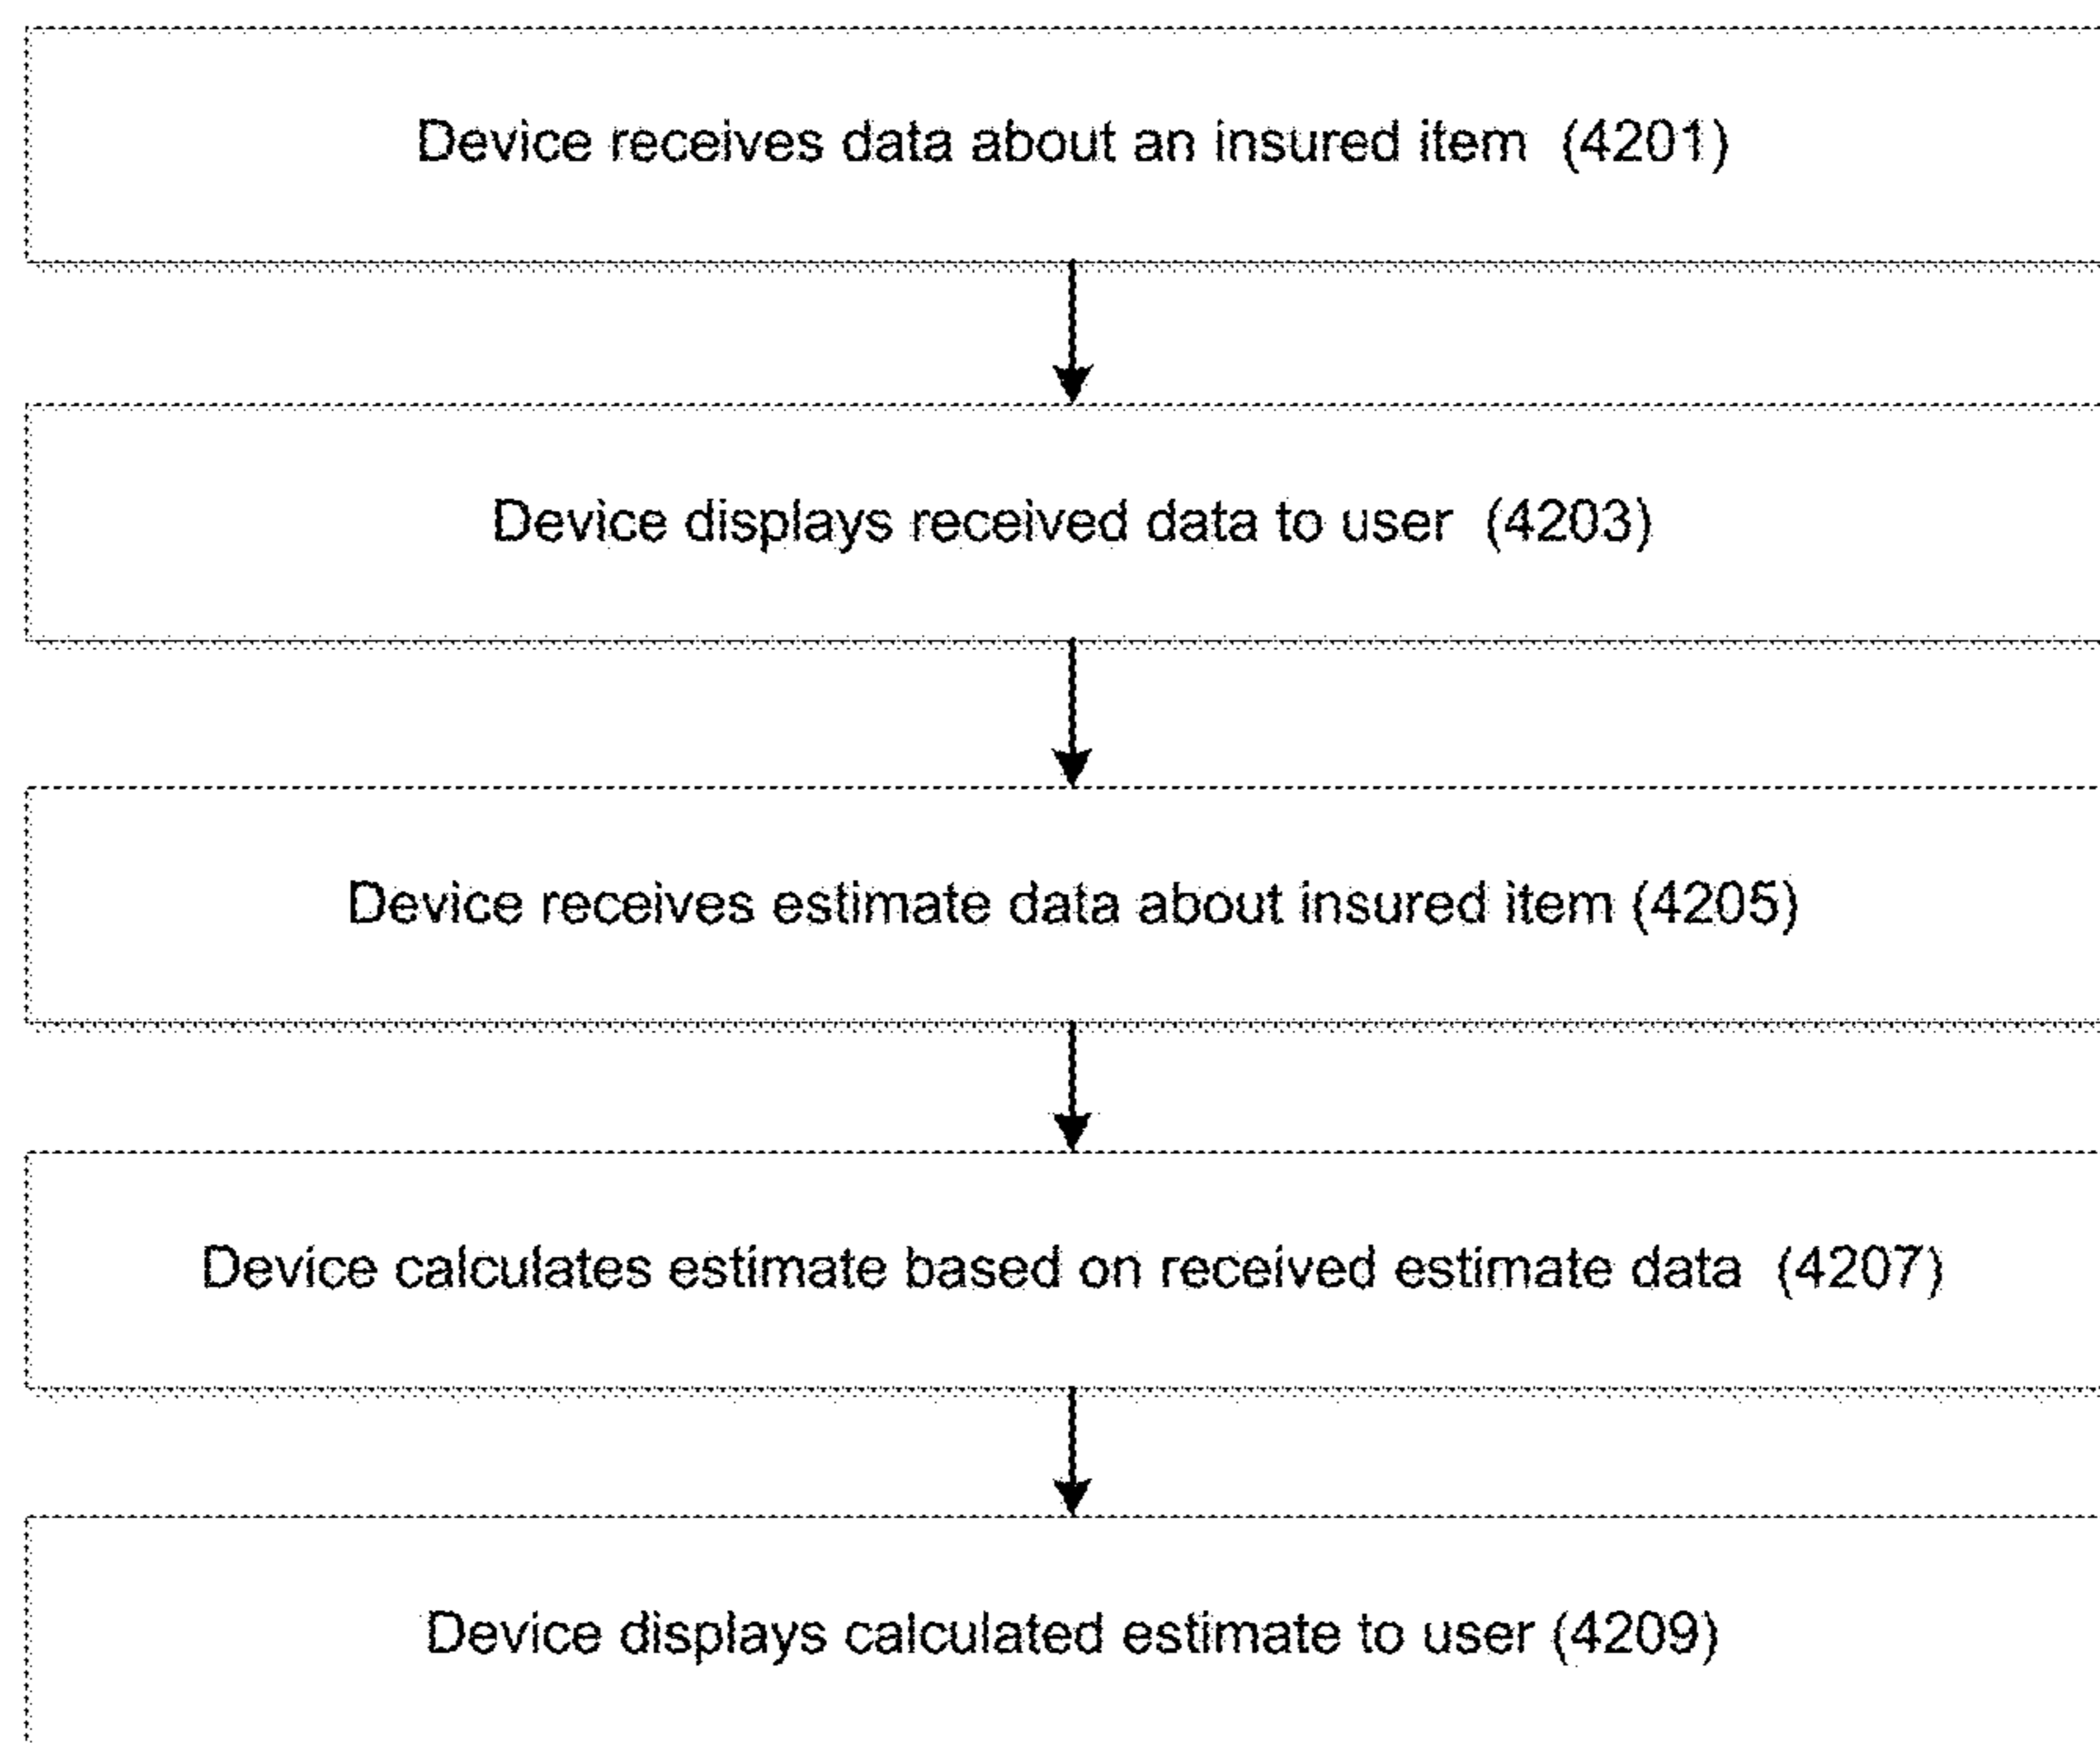 Device receives data about an insured item (4201)
Device displays received data to user (4203)
Device receives estimate data about insured item (4205)
Device calculates estimate based on received estimate data (4207)
Device displays calculated estimate to user (4209)